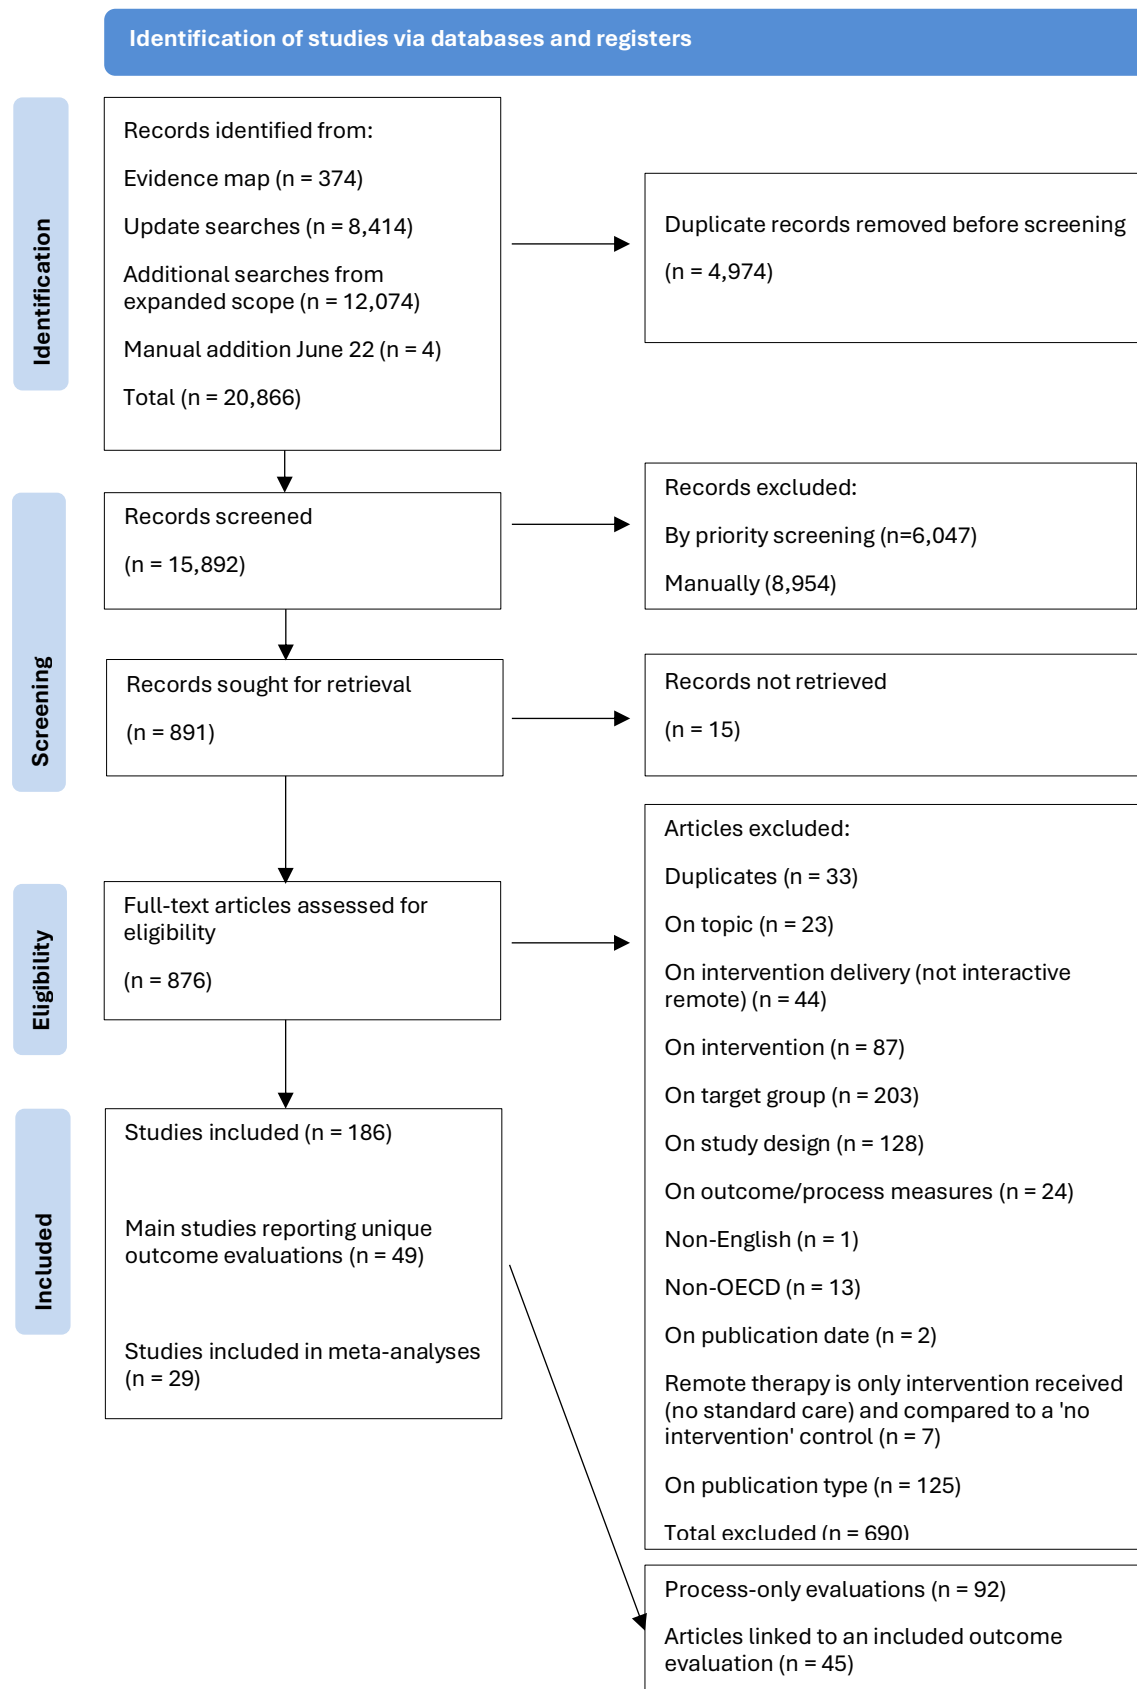 Identification of studies via databases and registers
Identification
Records identified from:
Evidence map (n = 374)
Update searches (n = 8,414)
Additional searches from
expanded scope (n = 12,074)
Manual addition June 22 (n = 4)
Total (n = 20,866)
Duplicate records removed before screening
(n = 4,974)
Screening
Records screened
(n = 15,892)
Records excluded:
By priority screening (n=6,047)
Manually (8,954)
Records sought for retrieval
(n = 891)
Records not retrieved
(n = 15)
Eligibility
Full-text articles assessed for
eligibility
(n = 876)
Articles excluded:
Duplicates (n = 33)
On topic (n = 23)
On intervention delivery (not interactive
remote) (n = 44)
On intervention (n = 87)
On target group (n = 203)
On study design (n = 128)
On outcome/process measures (n = 24)
Non-English (n = 1)
Non-OECD (n = 13)
On publication date (n = 2)
Remote therapy is only intervention received
(no standard care) and compared to a 'no
intervention' control (n = 7)
On publication type (n = 125)
Total excluded (n = 690)
Included
Studies included (n = 186)
Main studies reporting unique
outcome evaluations (n = 49)
Studies included in meta-analyses
(n = 29)
Process-only evaluations (n = 92)
Articles linked to an included outcome
evaluation (n = 45)